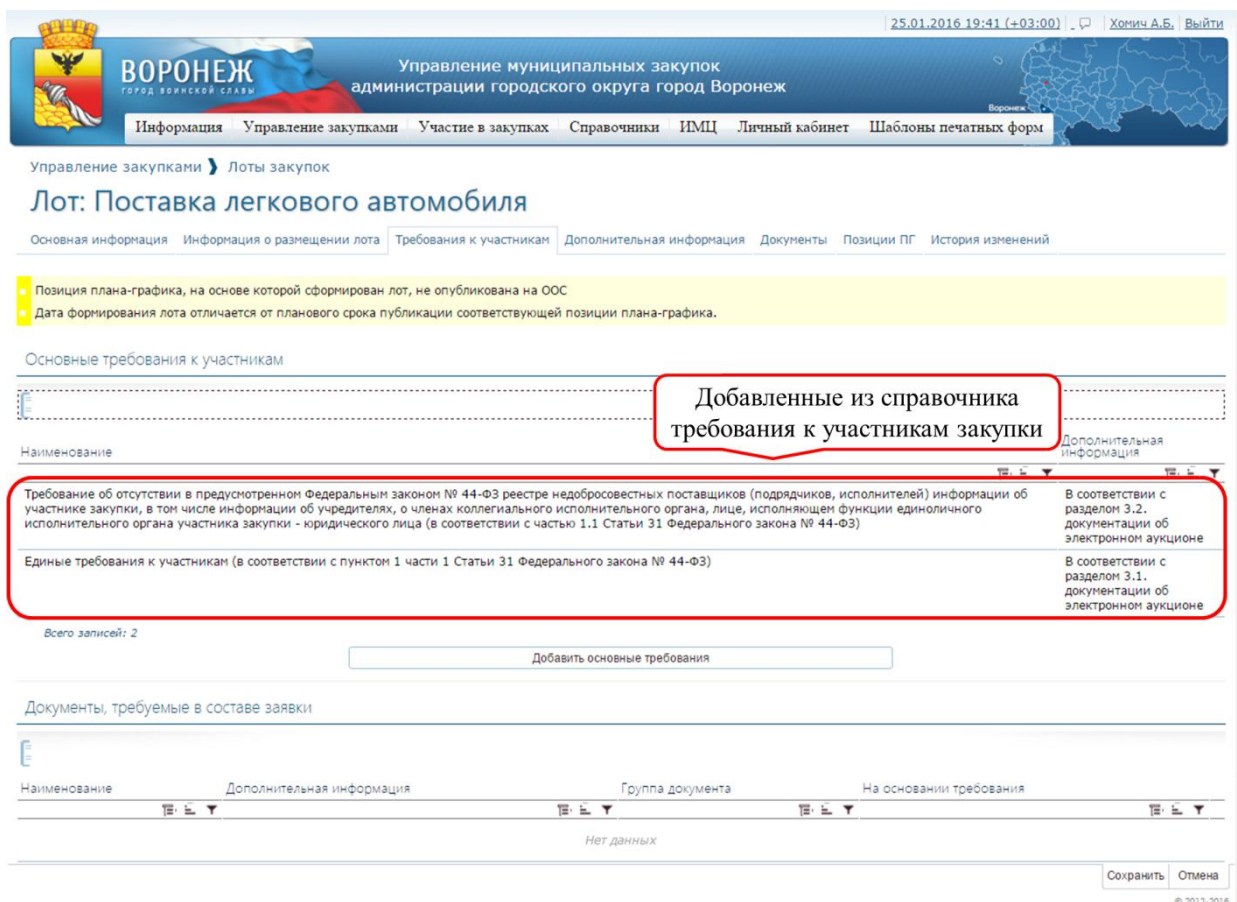 25.01.2016 19:41 (+03:00) Хомич А.Б. Выйти
ВОРОНЕЖ
ГОРОД ВОИНСКОЙ СЛАВЫ
Управление муниципальных закупок
администрации городского округа город Воронеж
Воронеж
Информация Управление закупками Участие в закупках Справочники ИМЦ Личный кабинет Шаблоны печатных форм
Управление закупками Лоты закупок
Лот: Поставка легкового автомобиля
Основная информация Информация о размещении лота Требования к участникам Дополнительная информация Документы Позиции ПГ История изменений
Позиция плана-графика, на основе которой сформирован лот, не опубликована на ООС
Дата формирования лота отличается от планового срока публикации соответствующей позиции плана-графика.
Основные требования к участникам
Добавленные из справочника
требования к участникам закупки
Наименование
Дополнительная
информация
Требование об отсутствии в предусмотренном Федеральным законом № 44-ФЗ реестре недобросовестных поставщиков (подрядчиков, исполнителей) информации об
участнике закупки, в том числе информации об учредителях, о членах коллегиального исполнительного органа, лице, исполняющем функции единоличного
исполнительного органа участника закупки - юридического лица (в соответствии с частью 1.1 Статьи 31 Федерального закона № 44-ФЗ)
В соответствии с
разделом 3.2.
документации об
электронном аукционе
Единые требования к участникам (в соответствии с пунктом 1 части 1 Статьи 31 Федерального закона № 44-ФЗ)
В соответствии с
разделом 3.1.
документации об
электронном аукционе
Всего записей: 2
Добавить основные требования
Документы, требуемые в составе заявки
Наименование Дополнительная информация Группа документа На основании требования
Нет данных
Сохранить Отмена
© 2012-2016